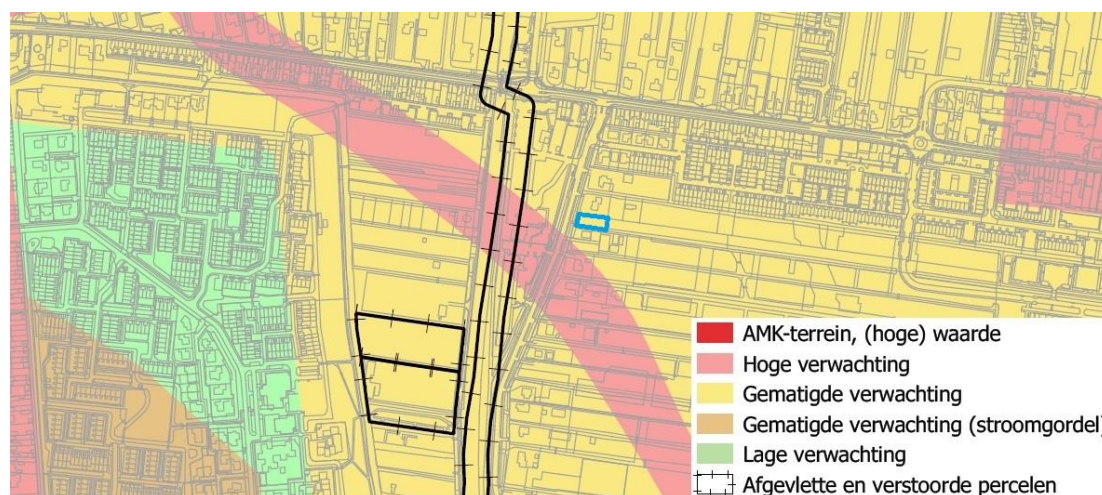 AMK-terrein, (hoge) waarde
Hoge verwachting
Gematigde verwachting
Gematigde verwachting (stroomgordel)
Lage verwachting
Afgevlette en verstoorde percelen